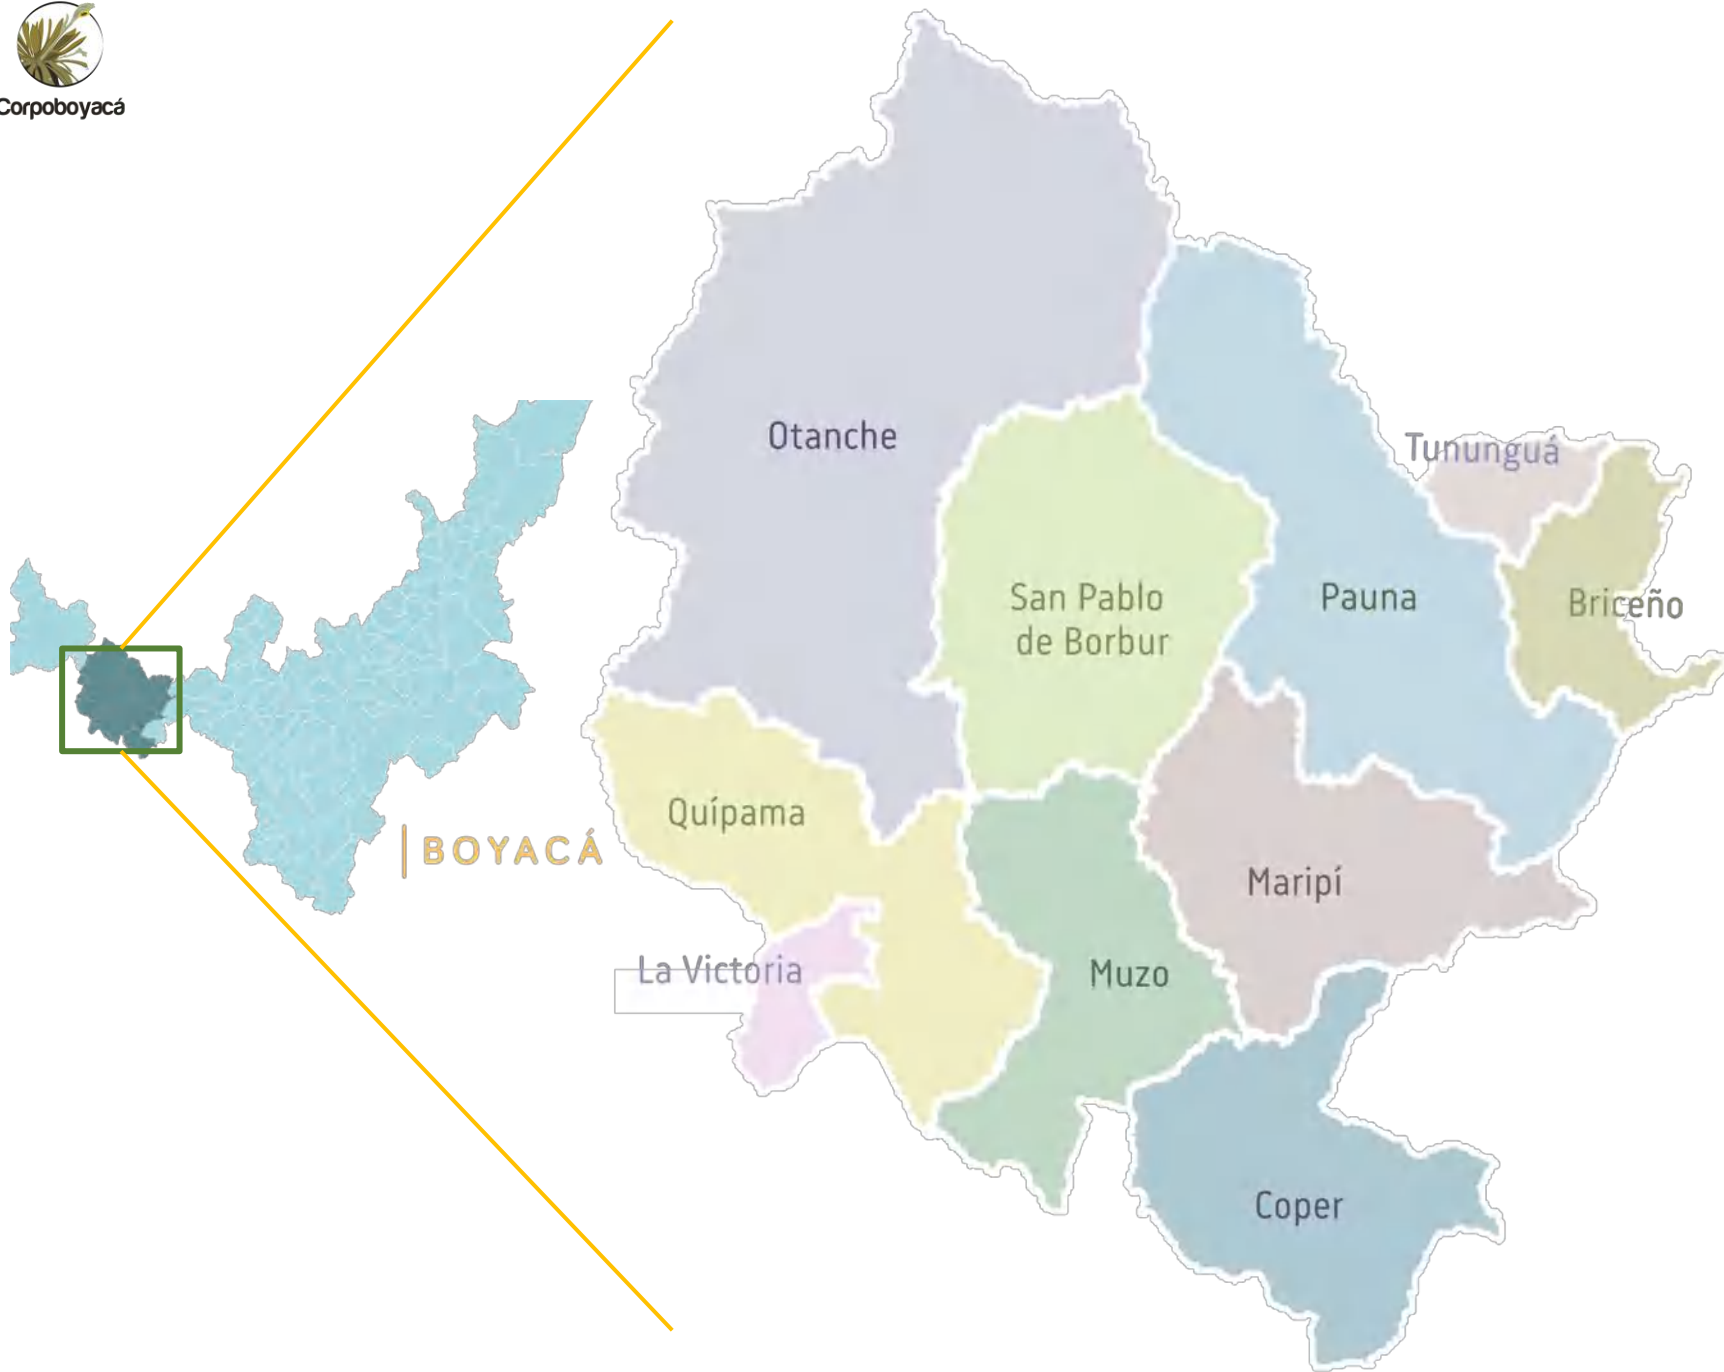 Corpoboyacá
Otanche
Tununguá
San Pablo
de Borbur
Pauna
Briceño
Quípama
BOYACÁ
Maripí
La Victoria
Muzo
Coper